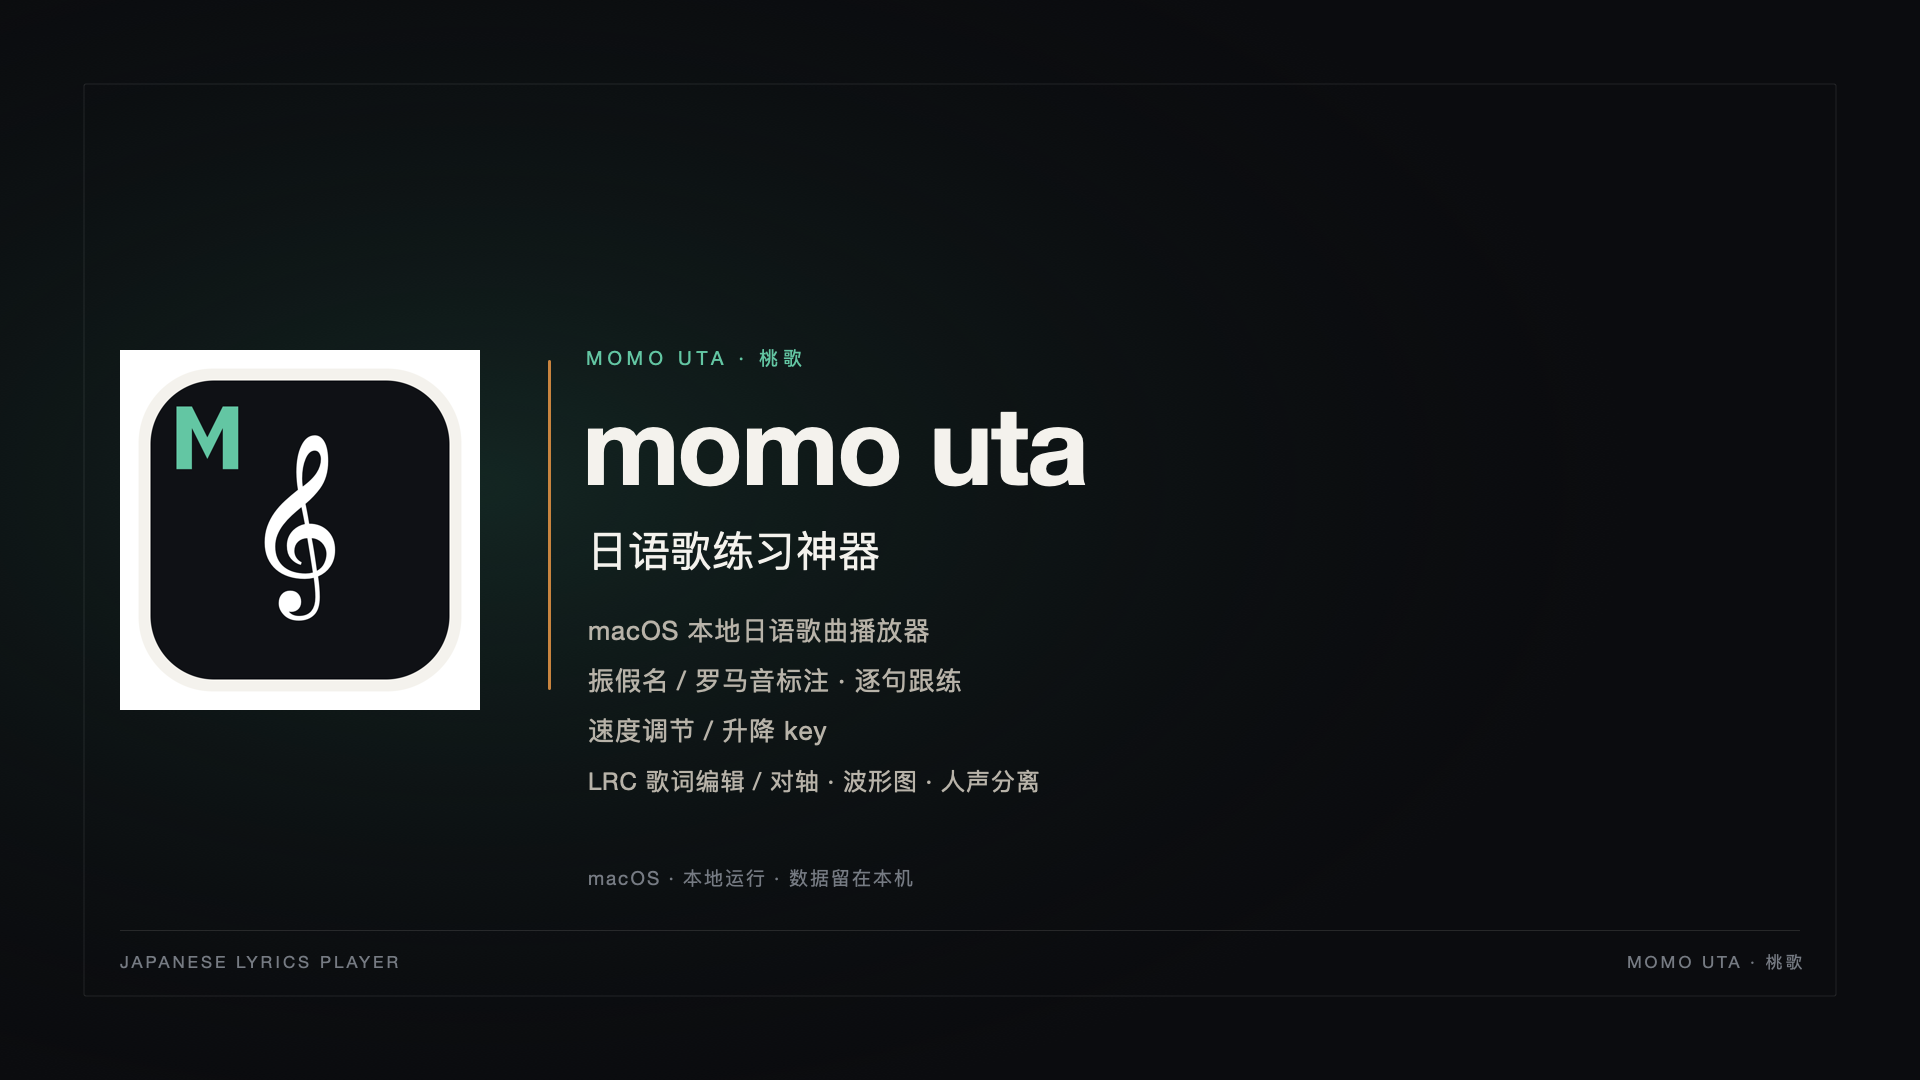 M
MOMO UTA · 桃歌
momo uta
日语歌练习神器
macOS 本地日语歌曲播放器
振假名 / 罗马音标注 · 逐句跟练
速度调节 / 升降 key
LRC 歌词编辑 / 对轴 · 波形图 · 人声分离
macOS · 本地运行 · 数据留在本机
JAPANESE LYRICS PLAYER
MOMO UTA · 桃歌